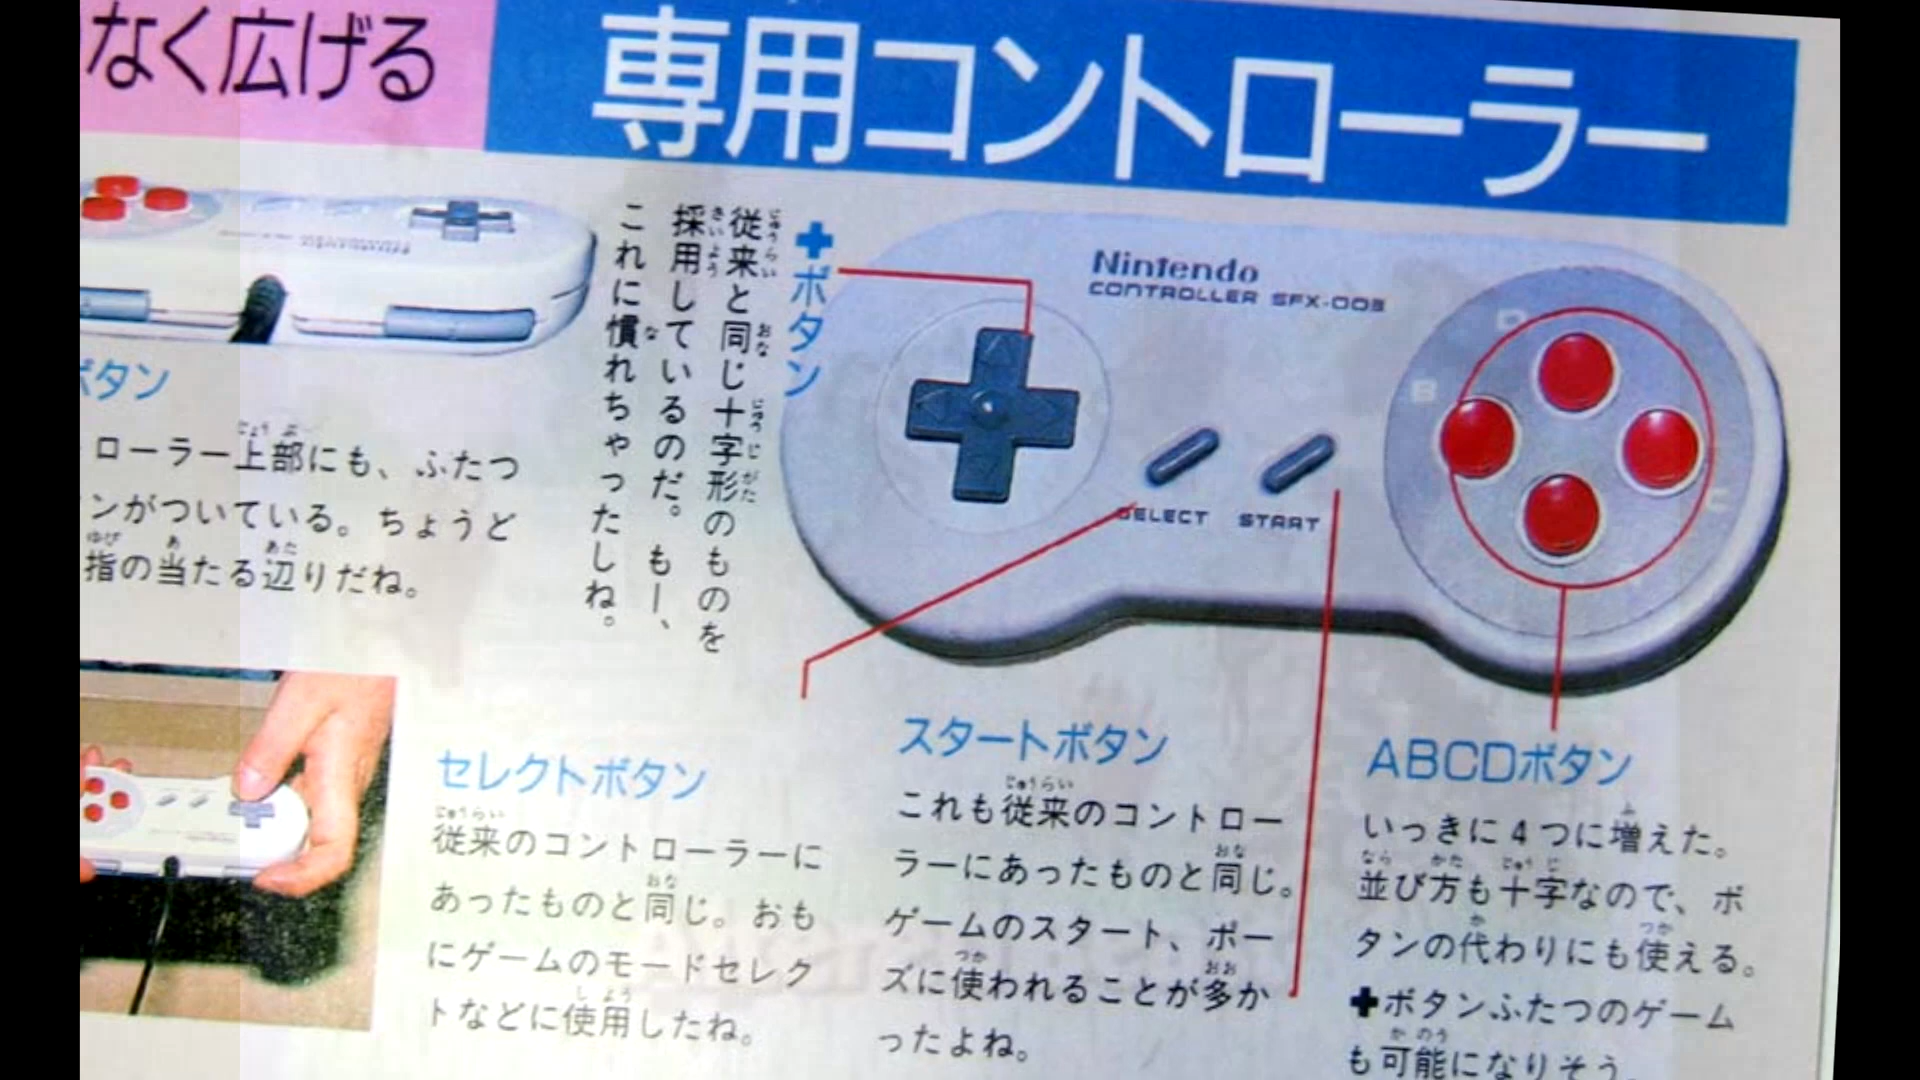 なく広げる
専用コントローラー
✚ボタン
従来と同じ十字形のものを
採用しているのだ。もー、
これに慣れちゃったしね。
Nintendo
CONTROLLER SFX-003
SELECT START
D
B
C
ボタン
ローラー上部にも、ふたつ
ンがついている。ちょうど
指の当たる辺りだね。
セレクトボタン
従来のコントローラーに
あったものと同じ。おも
にゲームのモードセレク
トなどに使用したね。
スタートボタン
これも従来のコントロー
ラーにあったものと同じ。
ゲームのスタート、ポー
ズに使われることが多か
ったよね。
ABCDボタン
いっきに4つに増えた。
並び方も十字なので、ボ
タンの代わりにも使える。
✚ボタンふたつのゲーム
も可能になりそう。